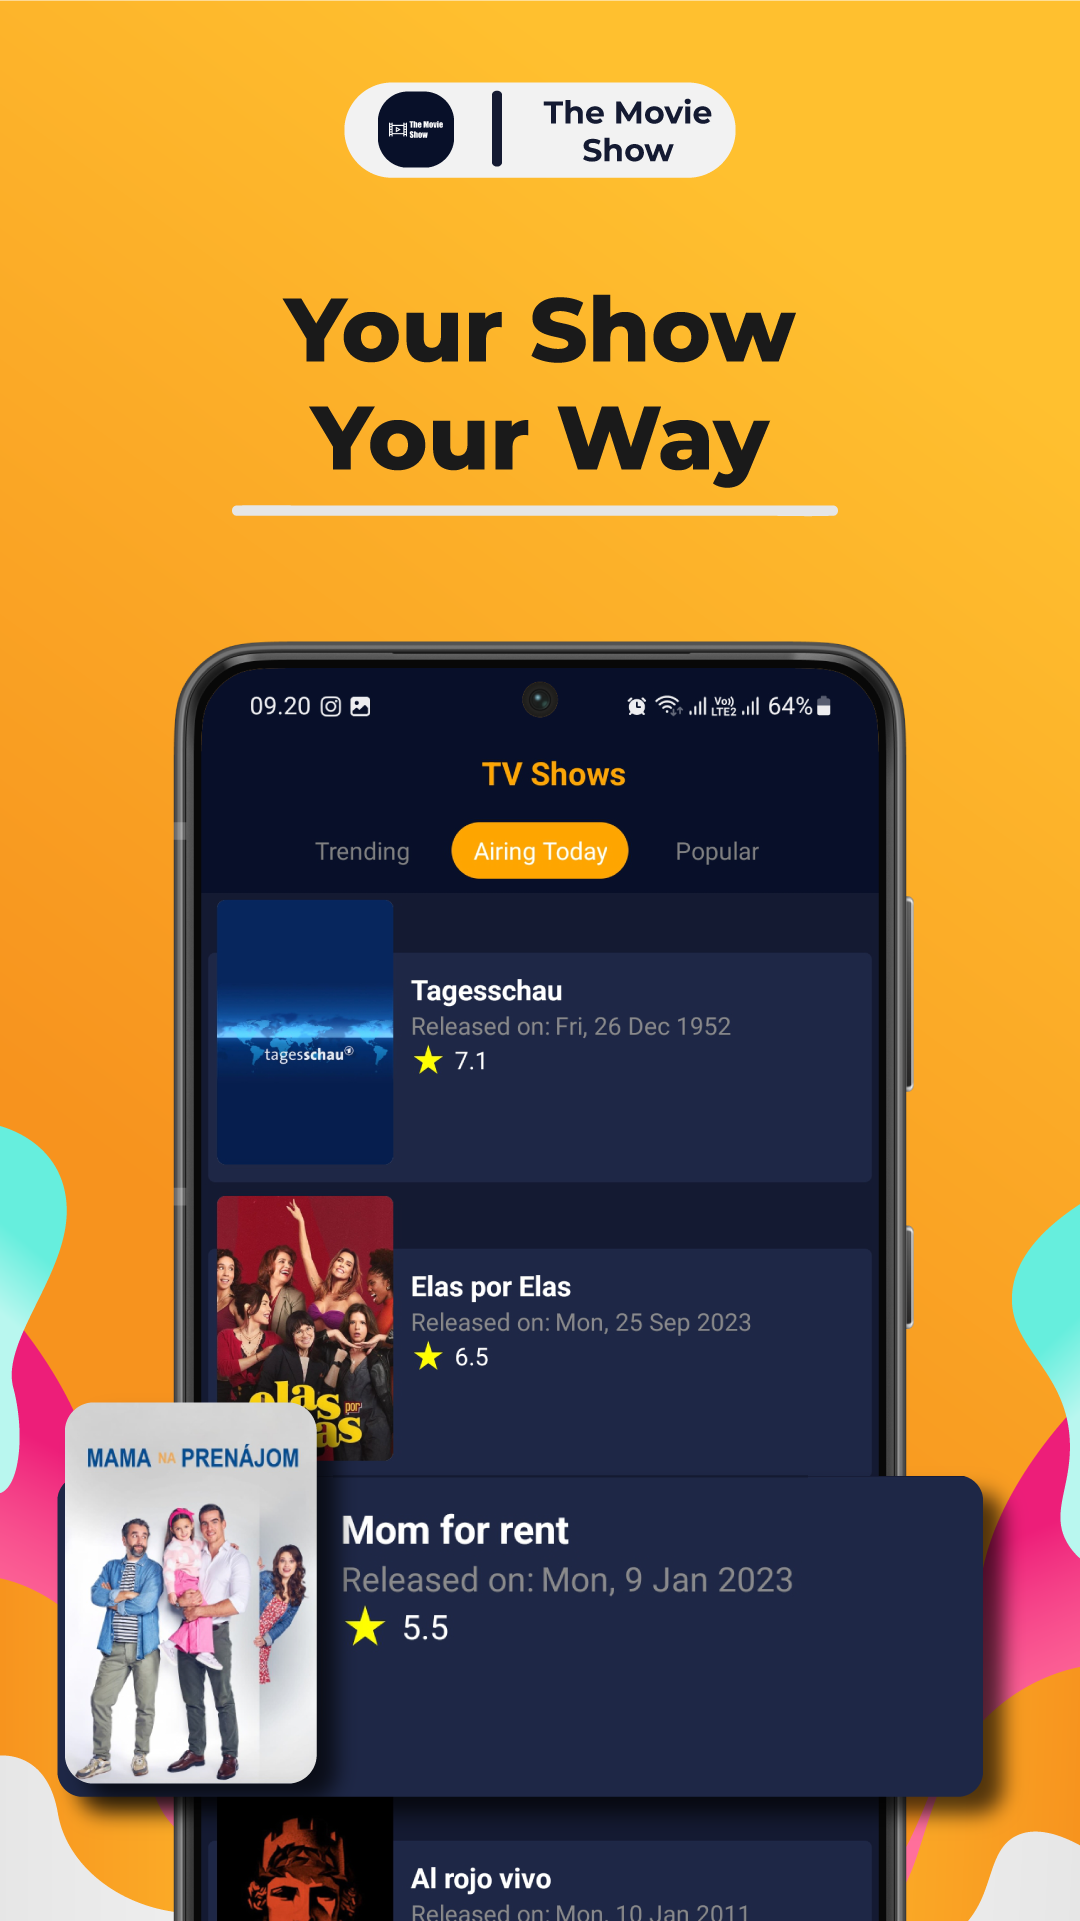 The Movie
Show
The Movie
Show
Your Show
Your Way
09.20
Vo))
LTE2
64%
TV Shows
Trending
Airing Today
Popular
tagesschau
Tagesschau
Released on: Fri, 26 Dec 1952
7.1
elas por
elas
Elas por Elas
Released on: Mon, 25 Sep 2023
6.5
MAMA NA PRENÁJOM
Mom for rent
Released on: Mon, 9 Jan 2023
5.5
Al rojo vivo
Released on: Mon, 10 Jan 2011